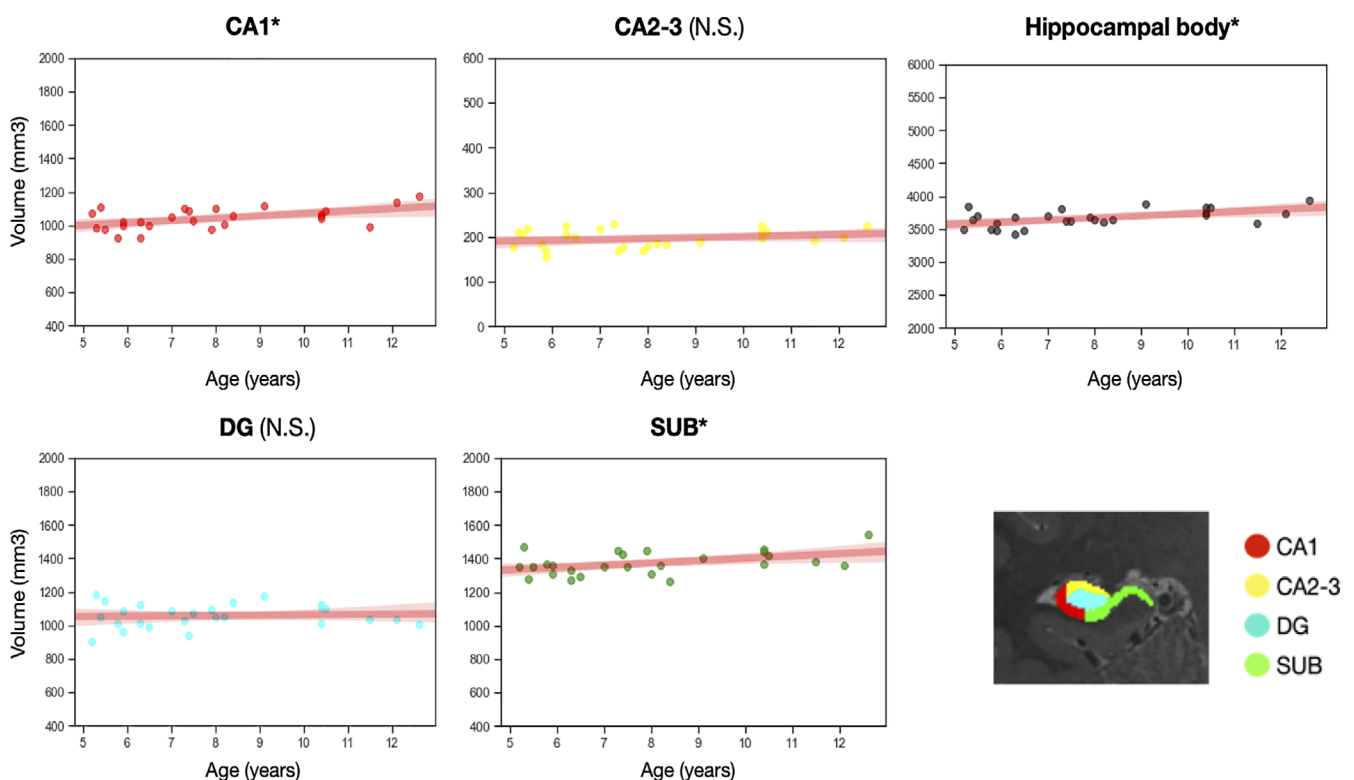 CA1*
CA2-3 (N.S.)
Hippocampal body*
Volume (mm3)
2000
1800
1600
1400
1200
1000
800
600
400
5 6 7 8 9 10 11 12
Age (years)
600
500
400
300
200
100
0
5 6 7 8 9 10 11 12
Age (years)
6000
5500
5000
4500
4000
3500
3000
2500
2000
5 6 7 8 9 10 11 12
Age (years)
DG (N.S.)
SUB*
Volume (mm3)
2000
1800
1600
1400
1200
1000
800
600
400
5 6 7 8 9 10 11 12
Age (years)
2000
1800
1600
1400
1200
1000
800
600
400
5 6 7 8 9 10 11 12
Age (years)
CA1
CA2-3
DG
SUB